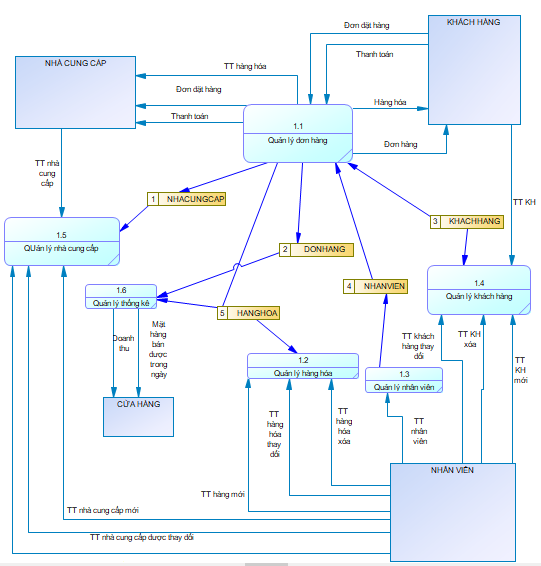 KHÁCH HÀNG
Đơn đặt hàng
Thanh toán
NHÀ CUNG CẤP
TT hàng hóa
Đơn đặt hàng
Thanh toán
Hàng hóa
1.1
Quản lý đơn hàng
Đơn hàng
TT nhà
cung
cấp
1 NHACUNGCAP
TT KH
3 KHACHHANG
1.5
QUản lý nhà cung cấp
2 DONHANG
1.4
Quản lý khách hàng
4 NHANVIEN
1.6
Quản lý thống kê
5 HANGHOA
Doanh
thu
Mặt
hàng
bán
được
trong
ngày
TT khách
hàng thay
đổi
TT KH
xóa
TT
KH
mới
1.2
Quản lý hàng hóa
1.3
Quản lý nhân viên
CỬA HÀNG
TT
hàng
hóa
thay
đổi
TT
hàng
hóa
xóa
TT
nhân
viên
NHÂN VIÊN
TT hàng mới
TT nhà cung cấp mới
TT nhà cung cấp được thay đổi